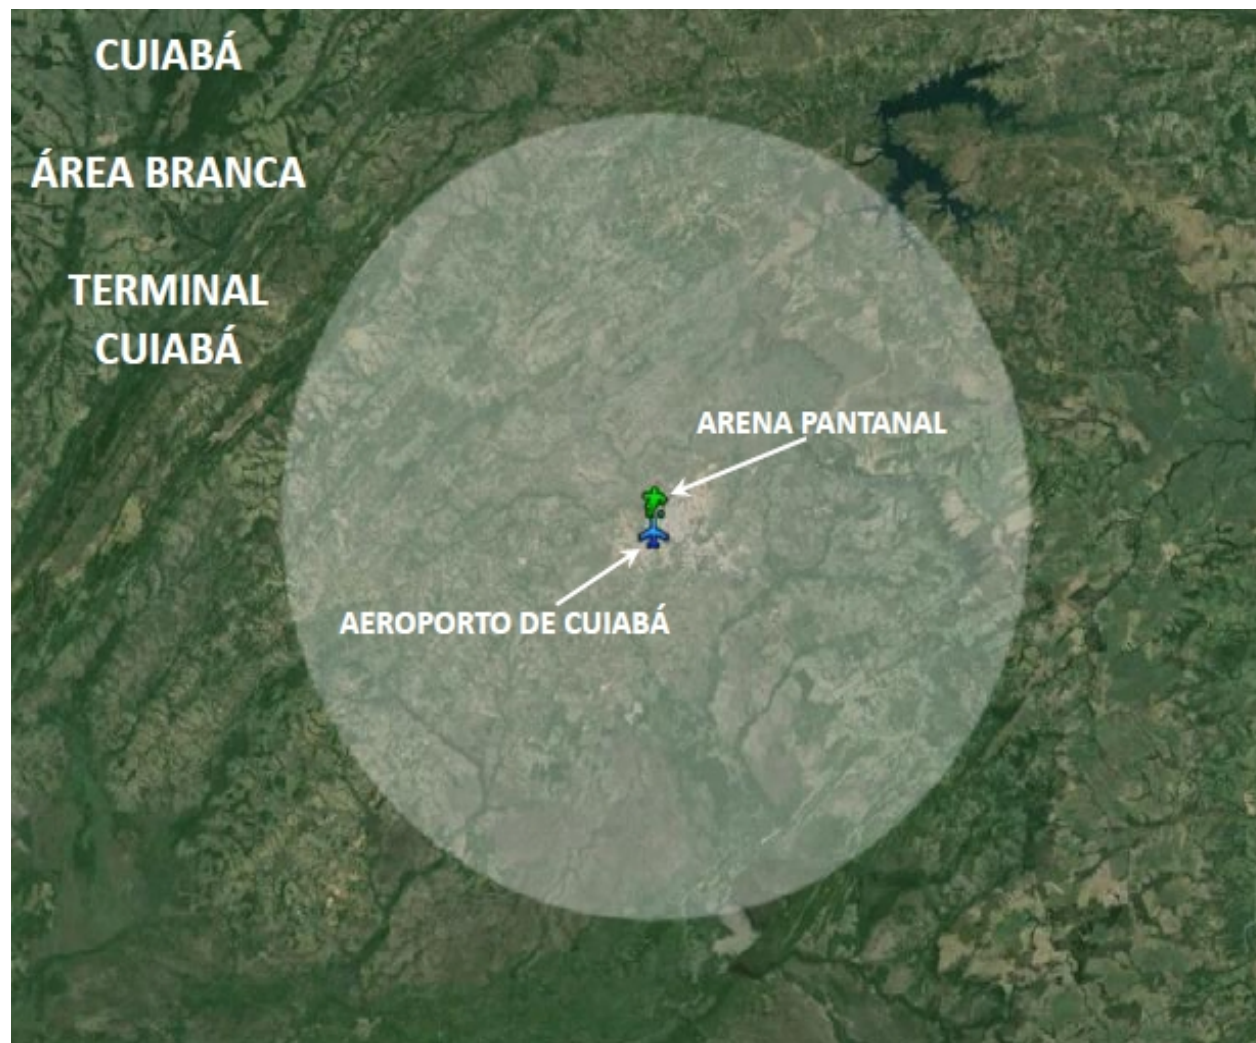 CUIABÁ
ÁREA BRANCA
TERMINAL
CUIABÁ
ARENA PANTANAL
AEROPORTO DE CUIABÁ